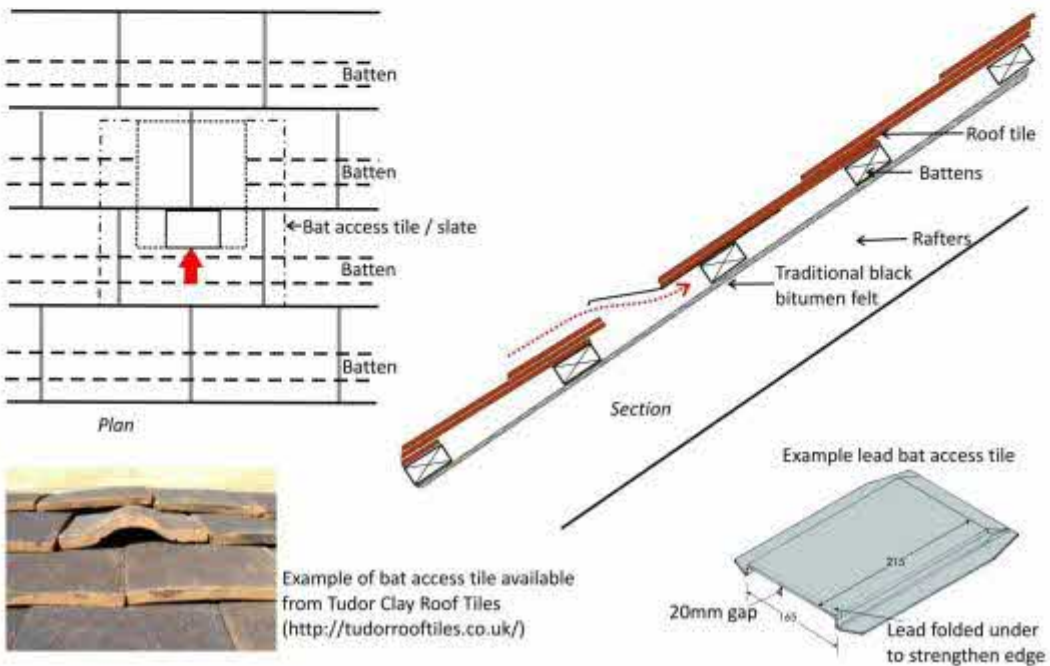 Batten
Batten
Bat access tile / slate
Batten
Batten
Plan
Roof tile
Battens
Rafters
Traditional black
bitumen felt
Section
Example of bat access tile available
from Tudor Clay Roof Tiles
(http://tudorrooftiles.co.uk/)
Example lead bat access tile
215
20mm gap
165
Lead folded under
to strengthen edge